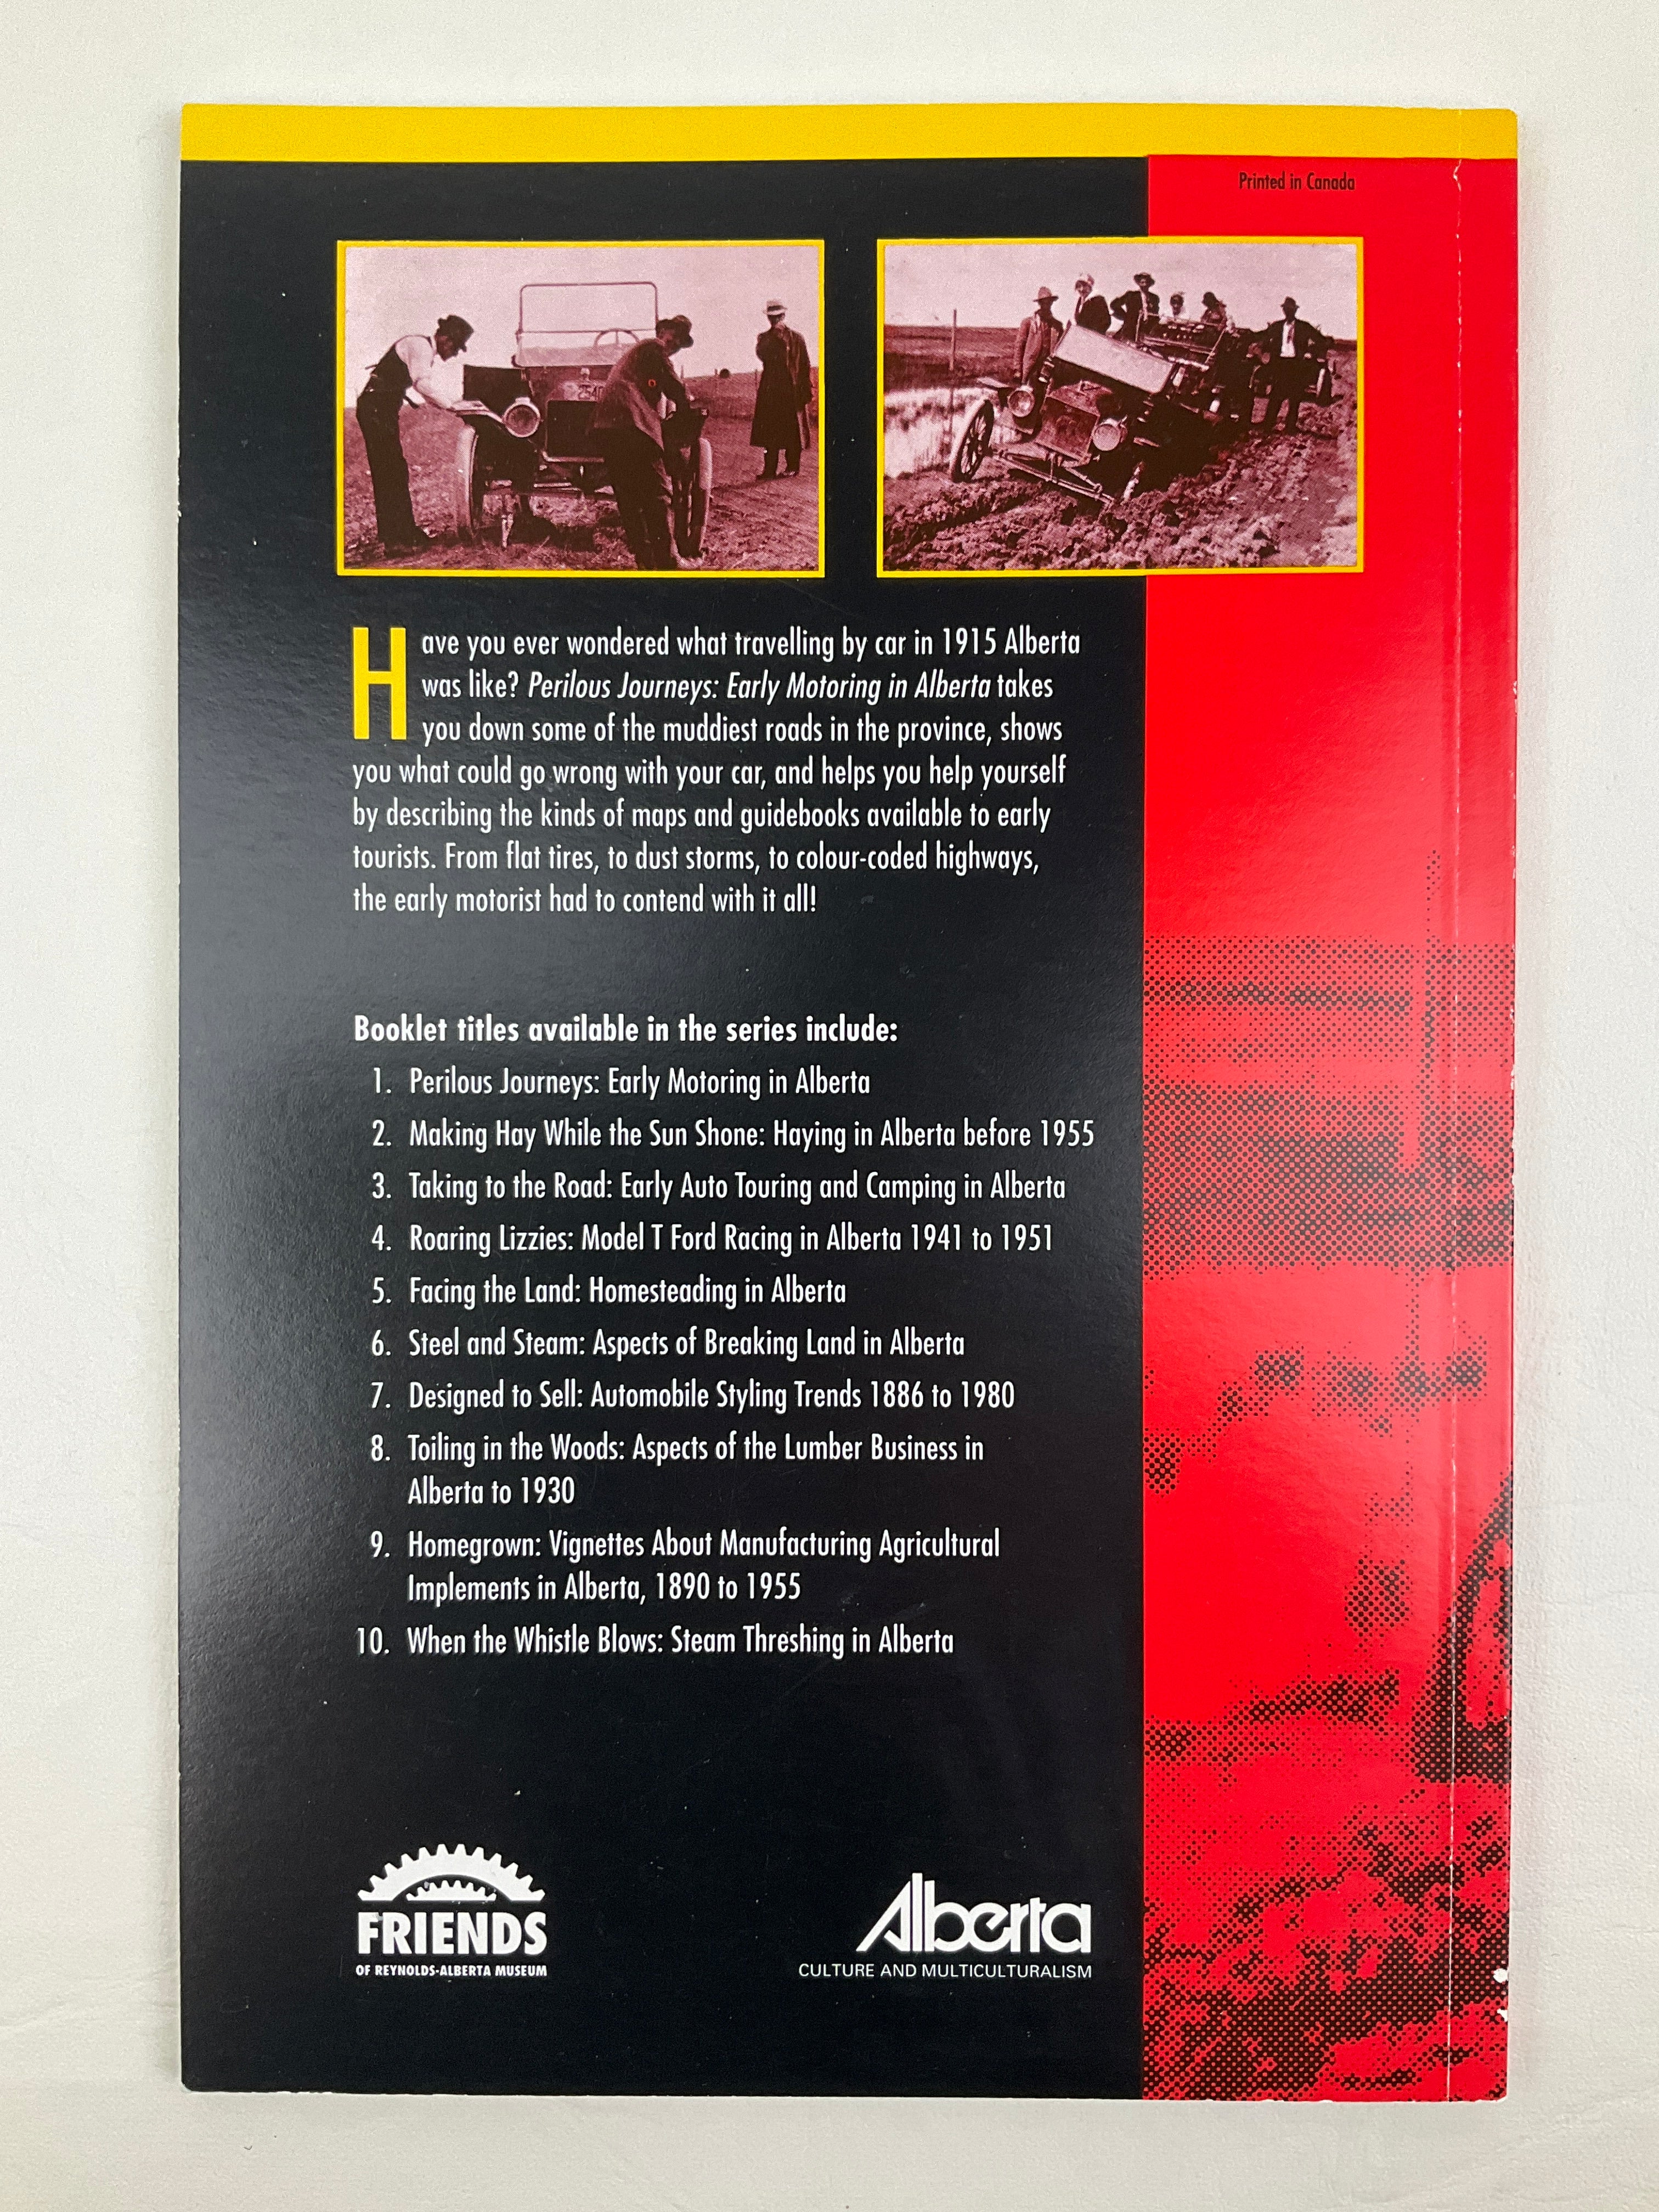 Printed in Canada
Have you ever wondered what travelling by car in 1915 Alberta
was like? Perilous Journeys: Early Motoring in Alberta takes
you down some of the muddiest roads in the province, shows
you what could go wrong with your car, and helps you help yourself
by describing the kinds of maps and guidebooks available to early
tourists. From flat tires, to dust storms, to colour-coded highways,
the early motorist had to contend with it all!
Booklet titles available in the series include:
1. Perilous Journeys: Early Motoring in Alberta
2. Making Hay While the Sun Shone: Haying in Alberta before 1955
3. Taking to the Road: Early Auto Touring and Camping in Alberta
4. Roaring Lizzies: Model T Ford Racing in Alberta 1941 to 1951
5. Facing the Land: Homesteading in Alberta
6. Steel and Steam: Aspects of Breaking Land in Alberta
7. Designed to Sell: Automobile Styling Trends 1886 to 1980
8. Toiling in the Woods: Aspects of the Lumber Business in
Alberta to 1930
9. Homegrown: Vignettes About Manufacturing Agricultural
Implements in Alberta, 1890 to 1955
10. When the Whistle Blows: Steam Threshing in Alberta
FRIENDS
OF REYNOLDS-ALBERTA MUSEUM
Alberta
CULTURE AND MULTICULTURALISM